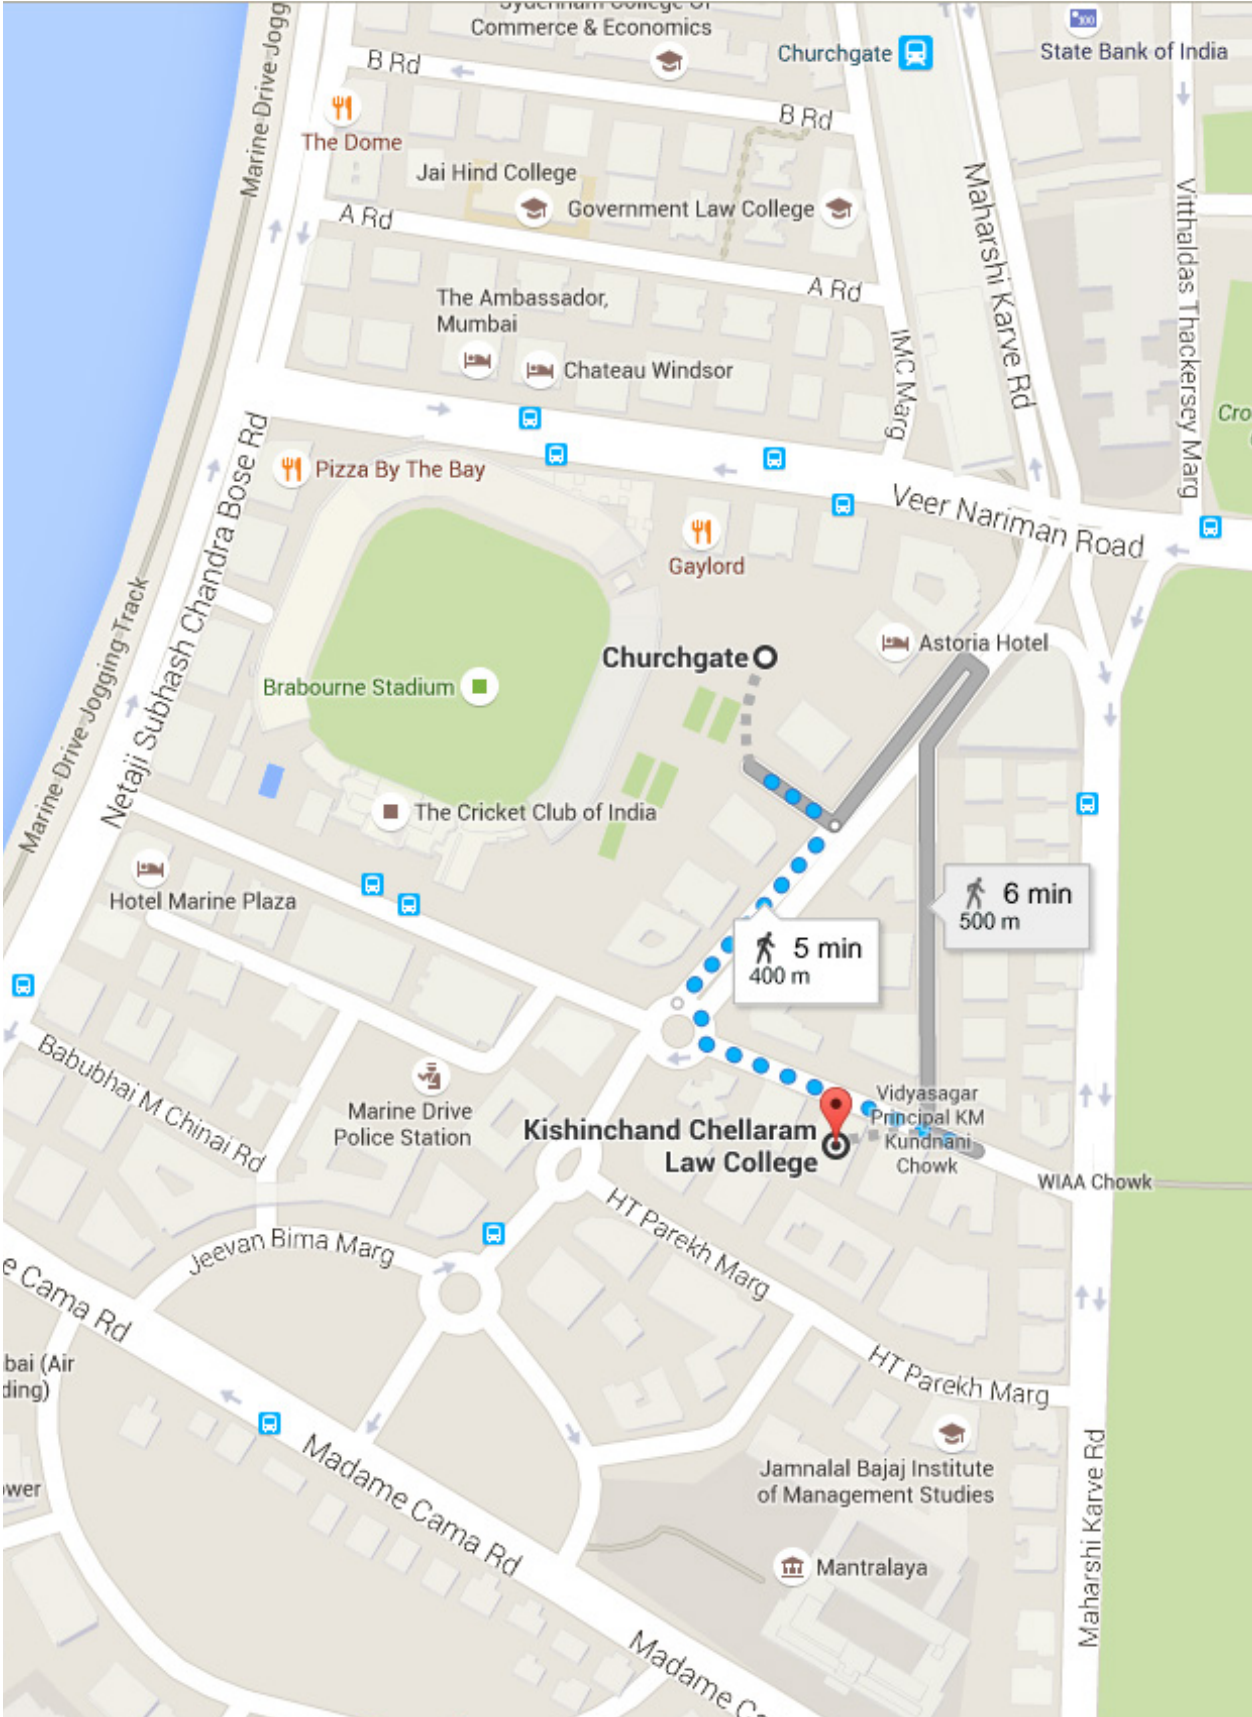 Commerce & Economics
Churchgate
100
State Bank of India
B Rd
B Rd
Marine Drive Jogg
The Dome
Jai Hind College
Government Law College
A Rd
A Rd
Maharshi Karve Rd
Vitthaldas Thackersey Marg
The Ambassador,
Mumbai
Chateau Windsor
IMC Marg
Cro
Pizza By The Bay
Veer Nariman Road
Gaylord
Netaji Subhash Chandra Bose Rd
Marine Drive Jogging Track
Churchgate
Astoria Hotel
Brabourne Stadium
The Cricket Club of India
Hotel Marine Plaza
6 min
500 m
5 min
400 m
Babubhai M Chinai Rd
Marine Drive
Police Station
Kishinchand Chellaram
Law College
Vidyasagar
Principal KM
Kundnani
Chowk
WIAA Chowk
HT Parekh Marg
Jeevan Bima Marg
e Cama Rd
bai (Air
ding)
HT Parekh Marg
Madame Cama Rd
Jamnalal Bajaj Institute
of Management Studies
ower
Maharshi Karve Rd
Mantralaya
Madame C